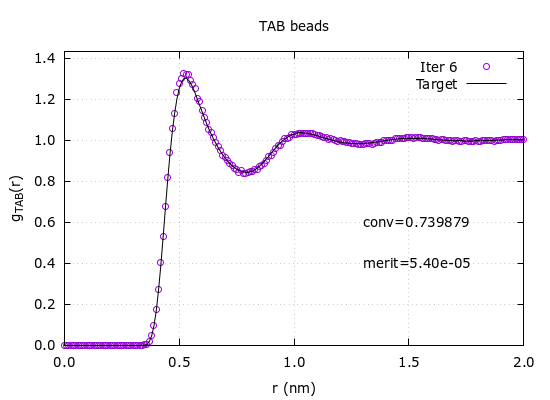 TAB beads
Iter 6
Target
1.4
1.2
1.0
0.8
0.6
0.4
0.2
0.0
gTAB(r)
conv=0.739879
merit=5.40e-05
0.0 0.5 1.0 1.5 2.0
r (nm)